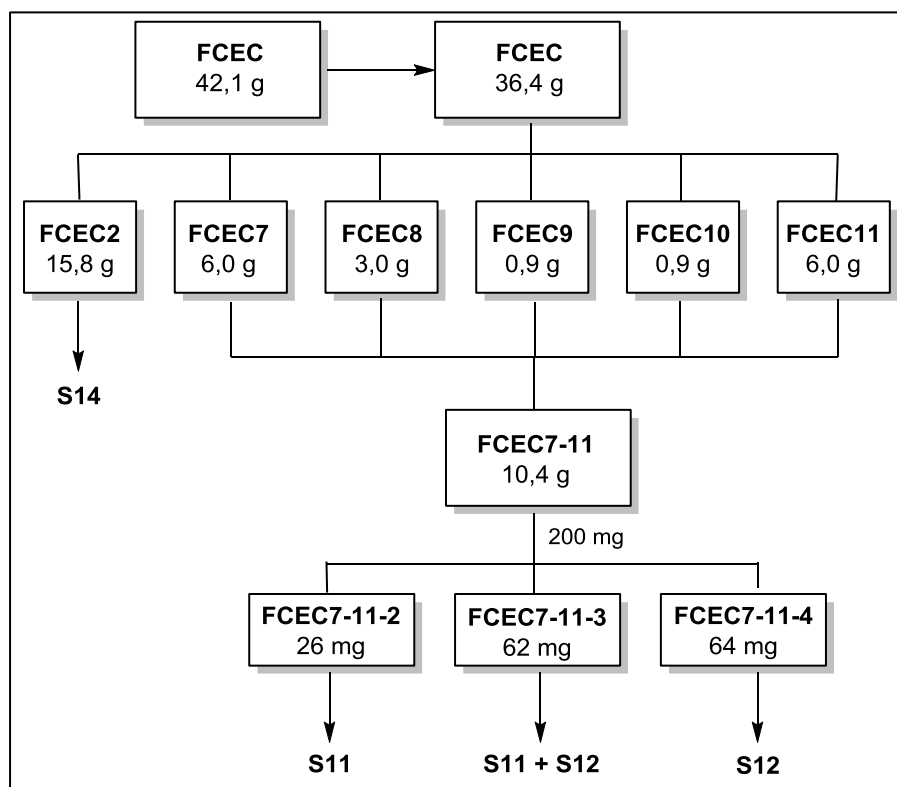 FCEC
42,1 g
FCEC
36,4 g
FCEC2
15,8 g
FCEC7
6,0 g
FCEC8
3,0 g
FCEC9
0,9 g
FCEC10
0,9 g
FCEC11
6,0 g
S14
FCEC7-11
10,4 g
200 mg
FCEC7-11-2
26 mg
FCEC7-11-3
62 mg
FCEC7-11-4
64 mg
S11
S11 + S12
S12